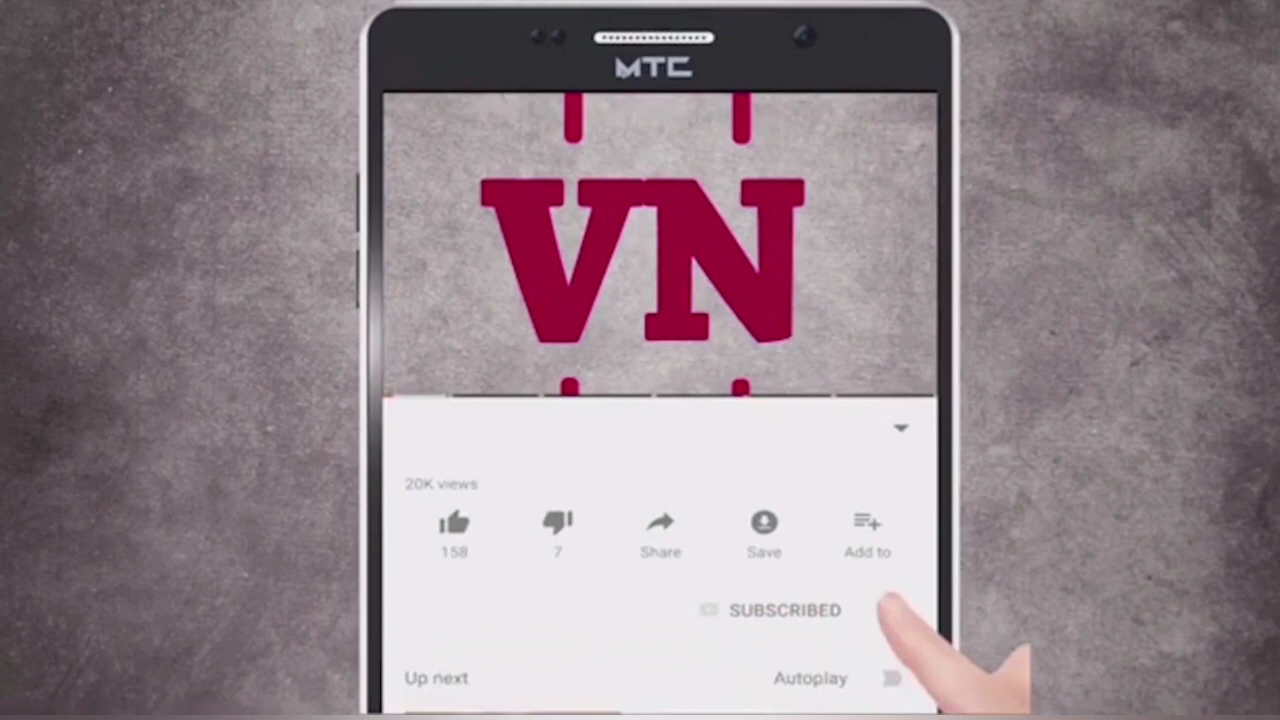 MTC
VN
20K views
158 7 Share Save Add to
SUBSCRIBED
Up next Autoplay